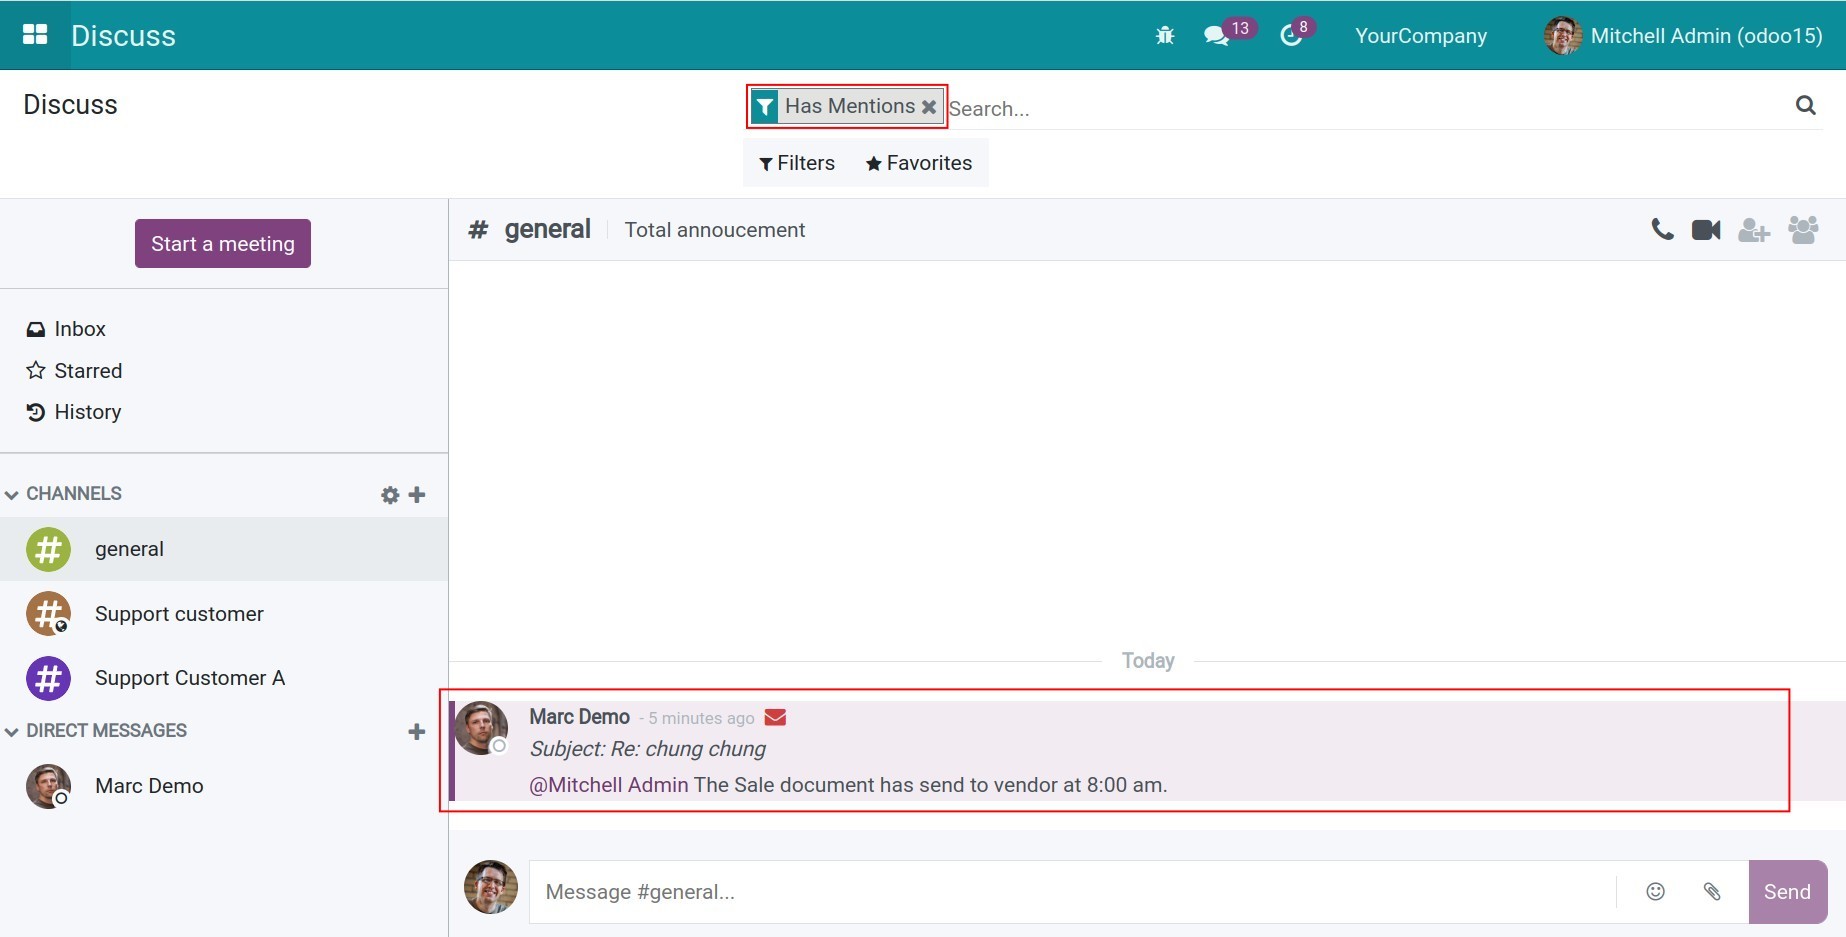 Discuss
13
8
YourCompany
Mitchell Admin (odoo15)
Discuss
Has Mentions
Search...
Filters
Favorites
Start a meeting
# general
Total annoucement
Inbox
Starred
History
CHANNELS
general
Support customer
Support Customer A
DIRECT MESSAGES
Marc Demo
Today
Marc Demo - 5 minutes ago
Subject: Re: chung chung
@Mitchell Admin The Sale document has send to vendor at 8:00 am.
Message #general...
Send